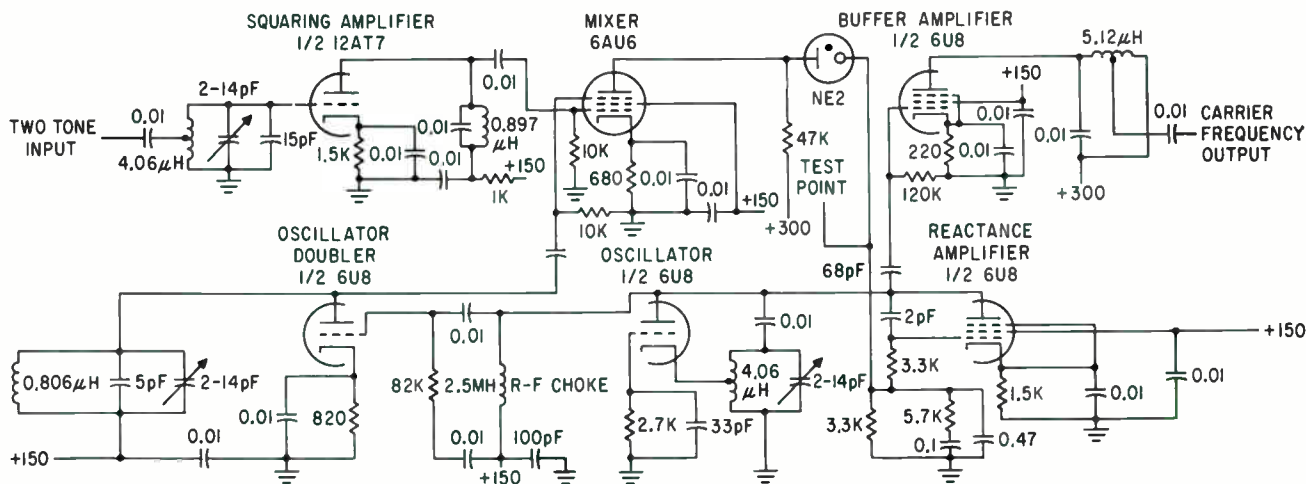 SQUARING AMPLIFIER
1/2 12AT7
MIXER
6AU6
BUFFER AMPLIFIER
1/2 6U8
5.12μH
0.01
2-14pF
+150
NE2
0.01
TWO TONE
INPUT
4.06μH
15pF
1.5K
0.01
0.01
0.01
0.897
μH
+150
1K
10K
680
0.01
0.01
+150
10K
47K
TEST
POINT
+300
220
0.01
0.01
120K
0.01
+300
0.01
CARRIER
FREQUENCY
OUTPUT
OSCILLATOR
DOUBLER
1/2 6U8
OSCILLATOR
1/2 6U8
REACTANCE
AMPLIFIER
1/2 6U8
68pF
0.806μH
5pF
2-14pF
0.01
820
0.01
+150
0.01
82K
2.5MH
R-F CHOKE
0.01
100pF
+150
2.7K
33pF
0.01
4.06
μH
2-14pF
2pF
3.3K
3.3K
5.7K
0.1
0.47
1.5K
0.01
0.01
+150